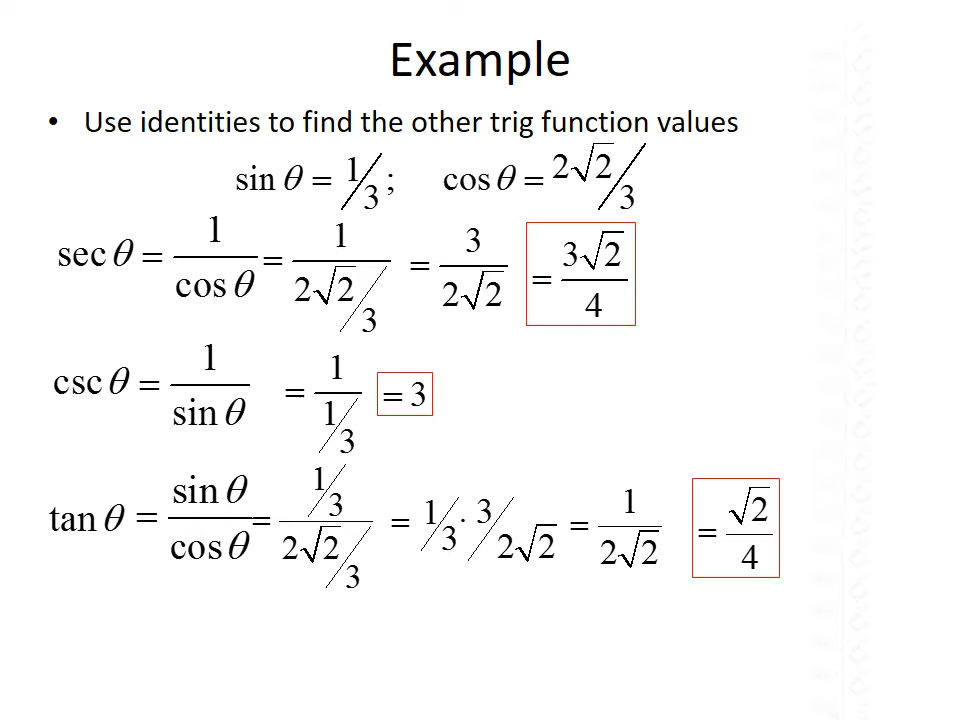 Example
• Use identities to find the other trig function values
sin θ = 1/3 ; cos θ = 2√2/3
sec θ = 1/cos θ = 1/(2√2/3) = 3/(2√2) = 3√2/4
csc θ = 1/sin θ = 1/(1/3) = 3
tan θ = sin θ/cos θ = (1/3)/(2√2/3) = 1/3 · 3/(2√2) = 1/(2√2) = √2/4